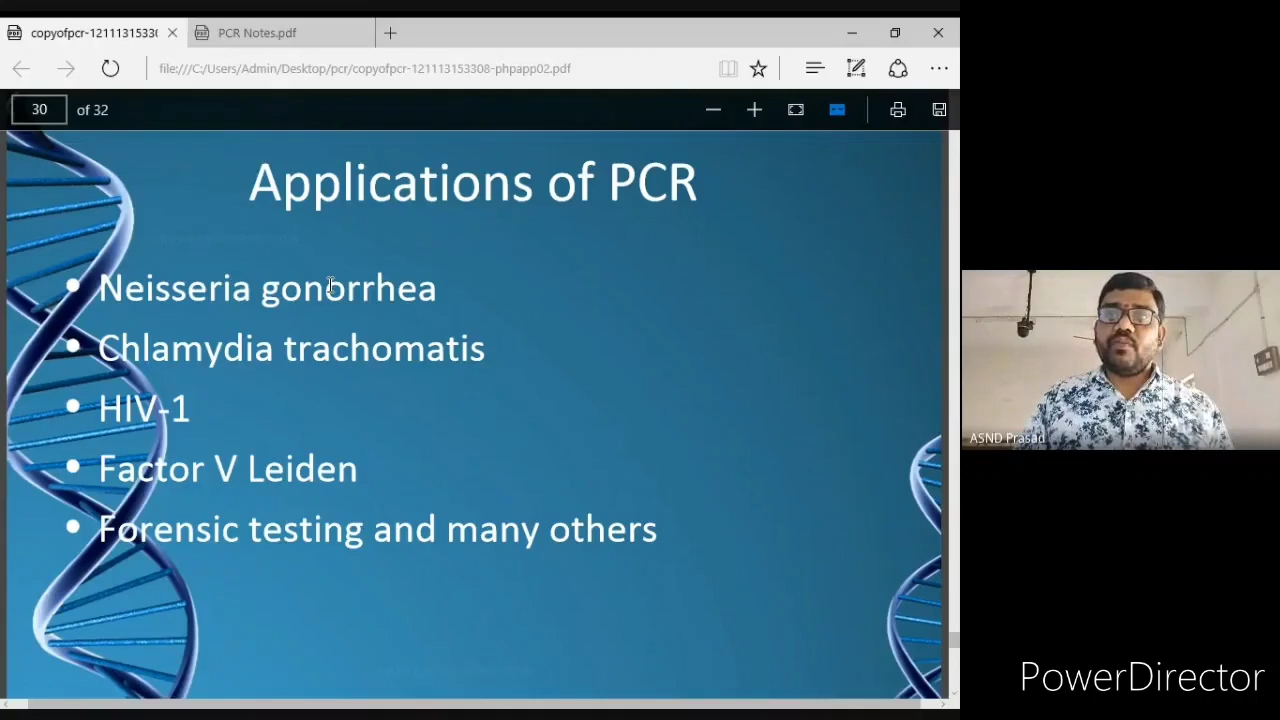 copyofpcr-1211131533
PCR Notes.pdf
file:///C:/Users/Admin/Desktop/pcr/copyofpcr-121113153308-phpapp02.pdf
30 of 32
Applications of PCR
• Neisseria gonorrhea
• Chlamydia trachomatis
• HIV-1
• Factor V Leiden
• Forensic testing and many others
ASND Prasad
PowerDirector